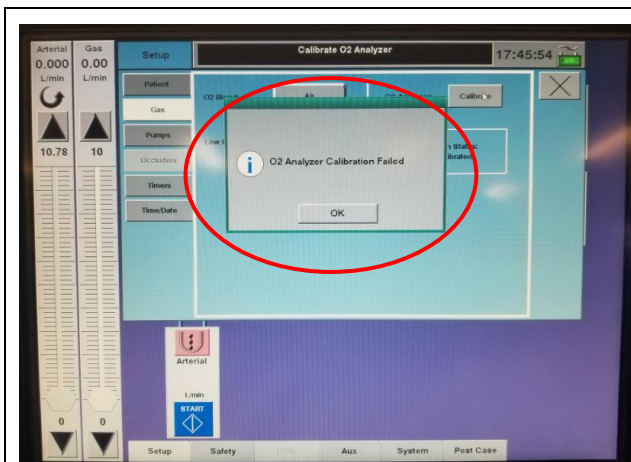 Arterial
0.000
L/min
Gas
0.00
L/min
Setup
Calibrate O2 Analyzer
17:45:54
10.78
10
Patient
Gas
Pumps
Occluders
Timers
Time/Date
Air
Calibrate
O2 Analyzer Calibration Failed
OK
Arterial
L/min
START
0
0
Setup
Safety
CPG
Aux
System
Post Case